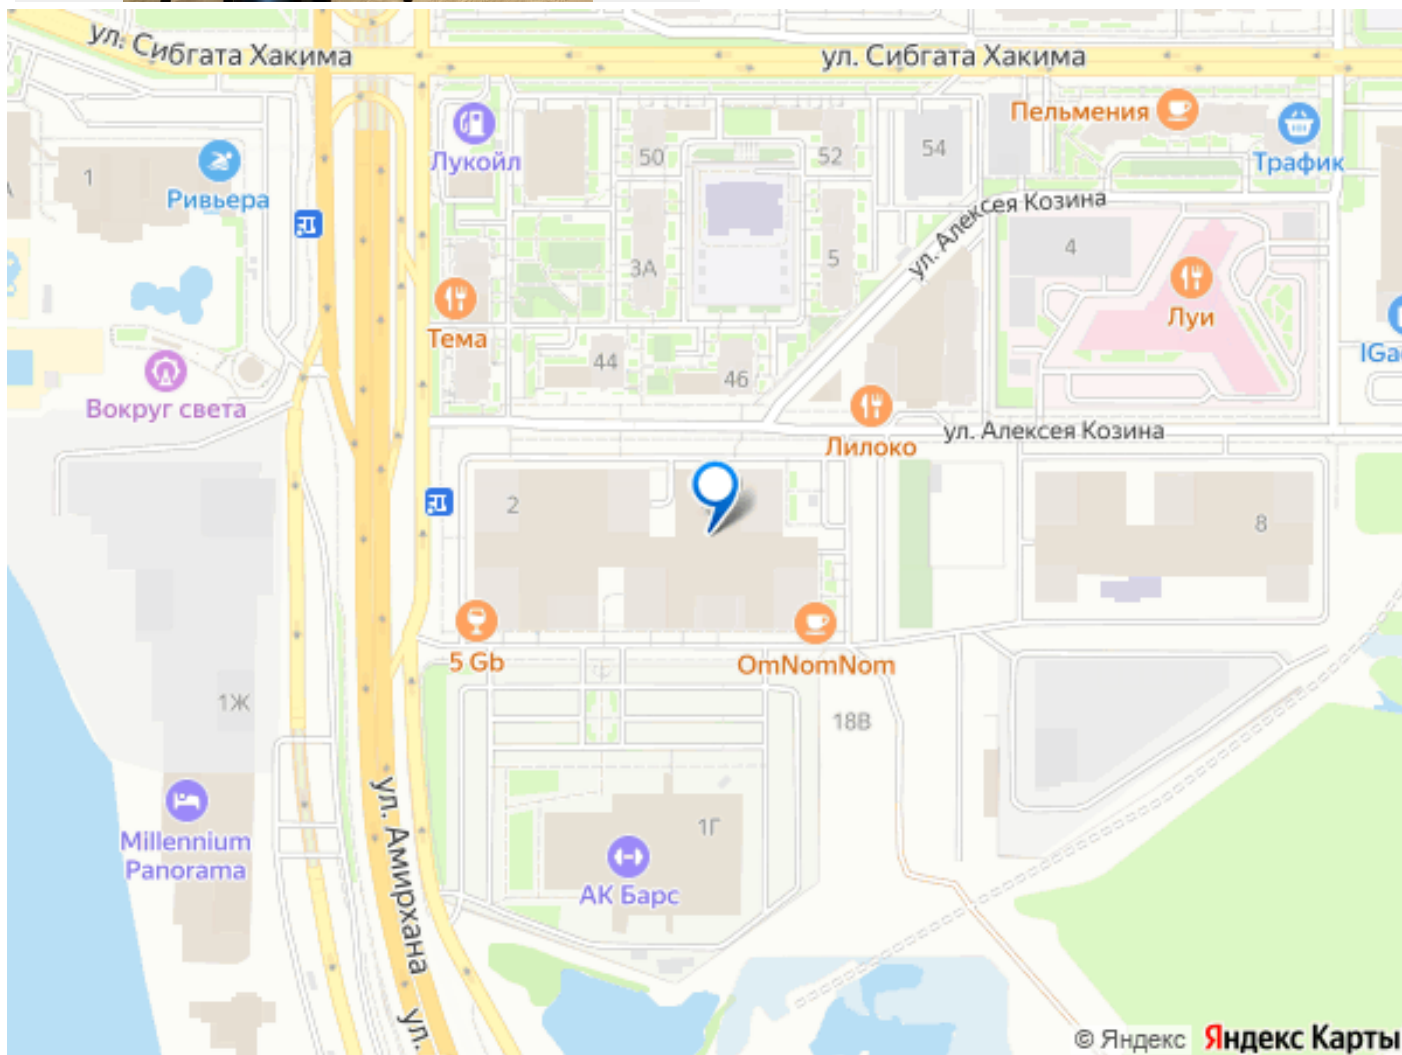 ул. Сибгата Хакима
ул. Сибгата Хакима
Пельмения
Лукойл
50
52
54
Трафик
1
Ривьера
ул. Алексея Козина
4
3А
5
Луи
Тема
44
46
IGa
Вокруг света
Лилоко
ул. Алексея Козина
2
8
5 Gb
OmNomNom
1Ж
18В
Millennium
Panorama
ул. Амирхана
1Г
АК Барс
ул.
© Яндекс Яндекс Карты